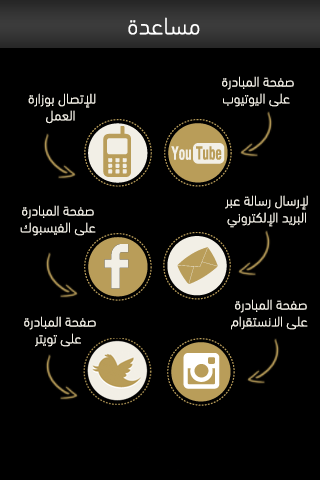 مساعدة
صفحة المبادرة
على اليوتيوب
للإتصال بوزارة
العمل
YouTube
لإرسال رسالة عبر
البريد الإلكتروني
صفحة المبادرة
على الفيسبوك
f
صفحة المبادرة
على الانستقرام
صفحة المبادرة
على تويتر